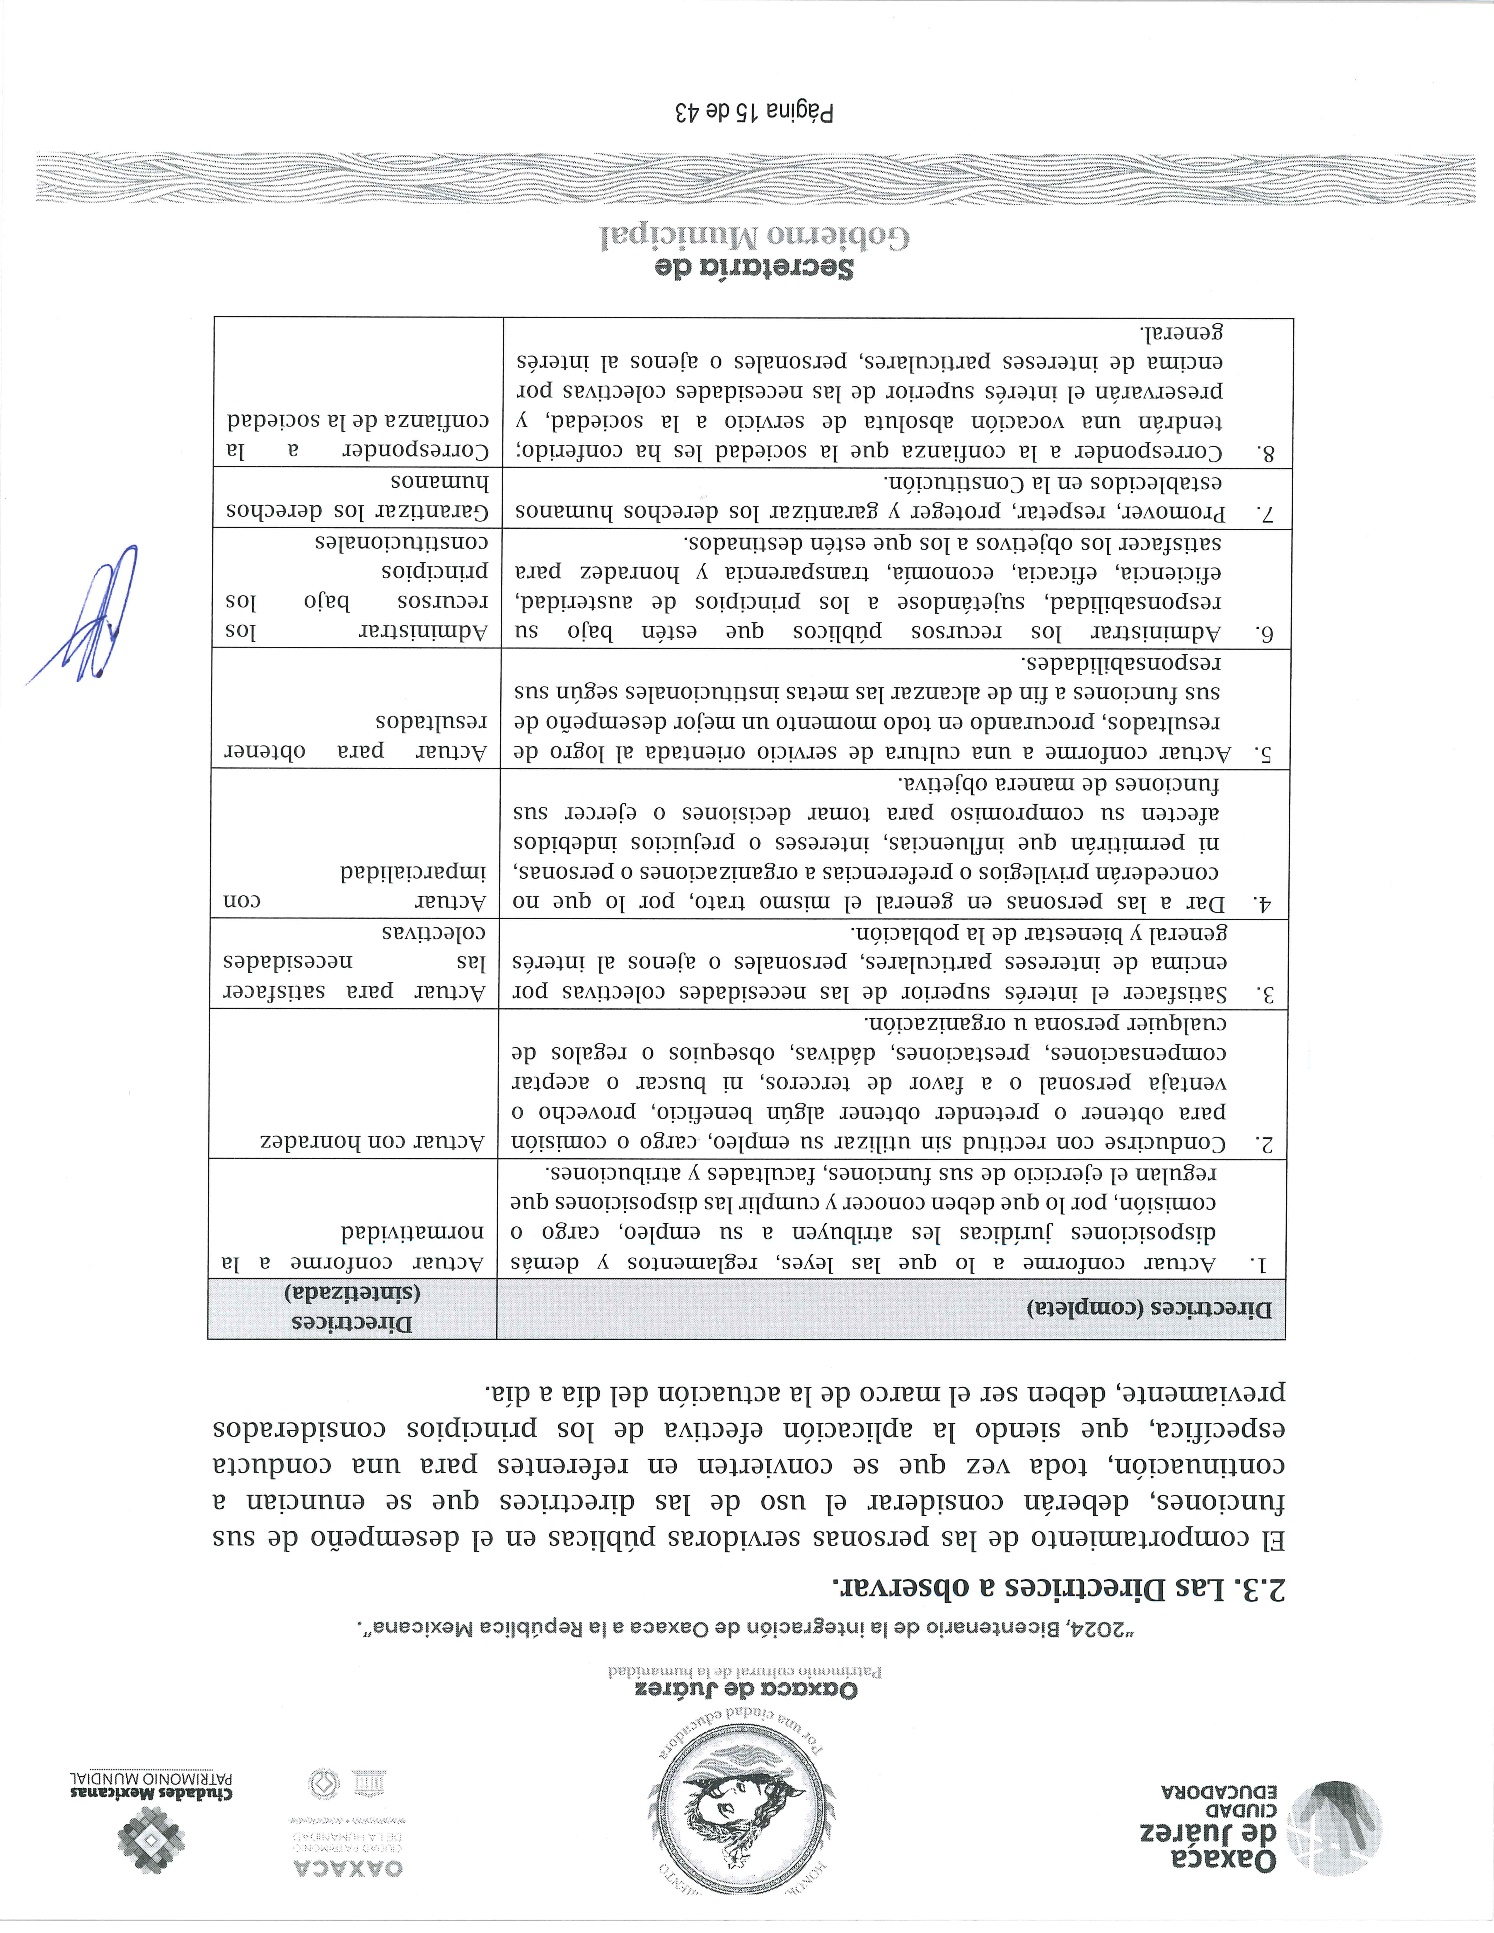 Oaxaca
de Juárez
CIUDAD
EDUCADORA
Por una ciudad educadora
Oaxaca de Juárez
Patrimonio cultural de la humanidad
OAXACA
CIUDAD PATRIMONIO
DE LA HUMANIDAD
Ciudades Mexicanas
PATRIMONIO MUNDIAL
"2024, Bicentenario de la integración de Oaxaca a la República Mexicana".
2.3. Las Directrices a observar.
El comportamiento de las personas servidoras públicas en el desempeño de sus
funciones, deberán considerar el uso de las directrices que se enuncian a
continuación, toda vez que se convierten en referentes para una conducta
específica, que siendo la aplicación efectiva de los principios considerados
previamente, deben ser el marco de la actuación del día a día.
Directrices (completa)
Directrices
(sintetizada)
1. Actuar conforme a lo que las leyes, reglamentos y demás
disposiciones jurídicas les atribuyen a su empleo, cargo o
comisión, por lo que deben conocer y cumplir las disposiciones que
regulan el ejercicio de sus funciones, facultades y atribuciones.
Actuar conforme a la
normatividad
2. Conducirse con rectitud sin utilizar su empleo, cargo o comisión
para obtener o pretender obtener algún beneficio, provecho o
ventaja personal o a favor de terceros, ni buscar o aceptar
compensaciones, prestaciones, dádivas, obsequios o regalos de
cualquier persona u organización.
Actuar con honradez
3. Satisfacer el interés superior de las necesidades colectivas por
encima de intereses particulares, personales o ajenos al interés
general y bienestar de la población.
Actuar para satisfacer
las necesidades
colectivas
4. Dar a las personas en general el mismo trato, por lo que no
concederán privilegios o preferencias a organizaciones o personas,
ni permitirán que influencias, intereses o prejuicios indebidos
afecten su compromiso para tomar decisiones o ejercer sus
funciones de manera objetiva.
Actuar con
imparcialidad
5. Actuar conforme a una cultura de servicio orientada al logro de
resultados, procurando en todo momento un mejor desempeño de
sus funciones a fin de alcanzar las metas institucionales según sus
responsabilidades.
Actuar para obtener
resultados
6. Administrar los recursos públicos que estén bajo su
responsabilidad, sujetándose a los principios de austeridad,
eficiencia, eficacia, economía, transparencia y honradez para
satisfacer los objetivos a los que estén destinados.
Administrar los
recursos bajo los
principios
constitucionales
7. Promover, respetar, proteger y garantizar los derechos humanos
establecidos en la Constitución.
Garantizar los derechos
humanos
8. Corresponder a la confianza que la sociedad les ha conferido;
tendrán una vocación absoluta de servicio a la sociedad, y
preservarán el interés superior de las necesidades colectivas por
encima de intereses particulares, personales o ajenos al interés
general.
Corresponder a la
confianza de la sociedad
Secretaría de
Gobierno Municipal
Página 15 de 43